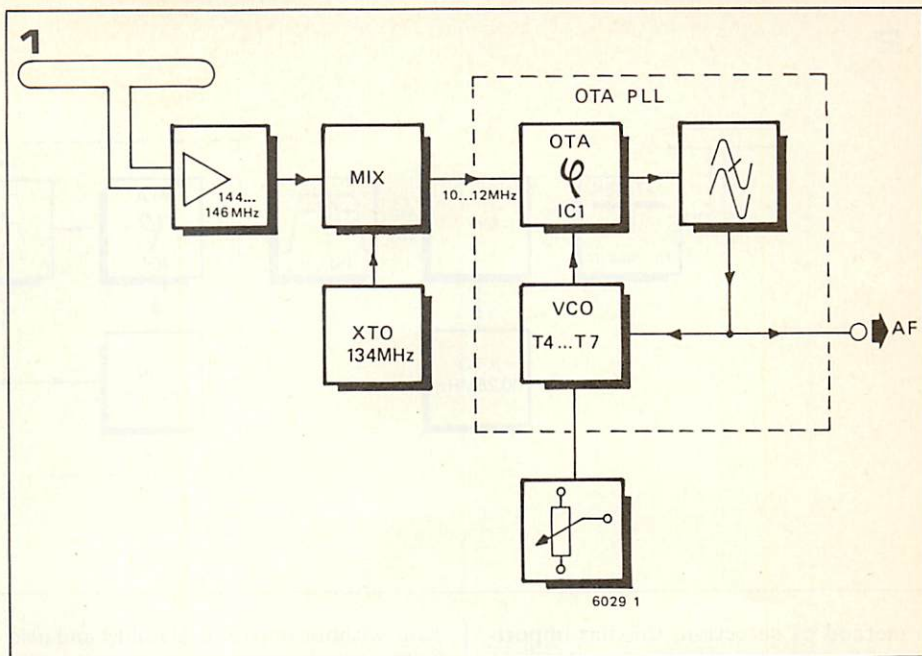 1
OTA PLL
144...
146MHz
MIX
10...12MHz
OTA
φ
IC1
XTO
134MHz
VCO
T4...T7
AF
6029 1